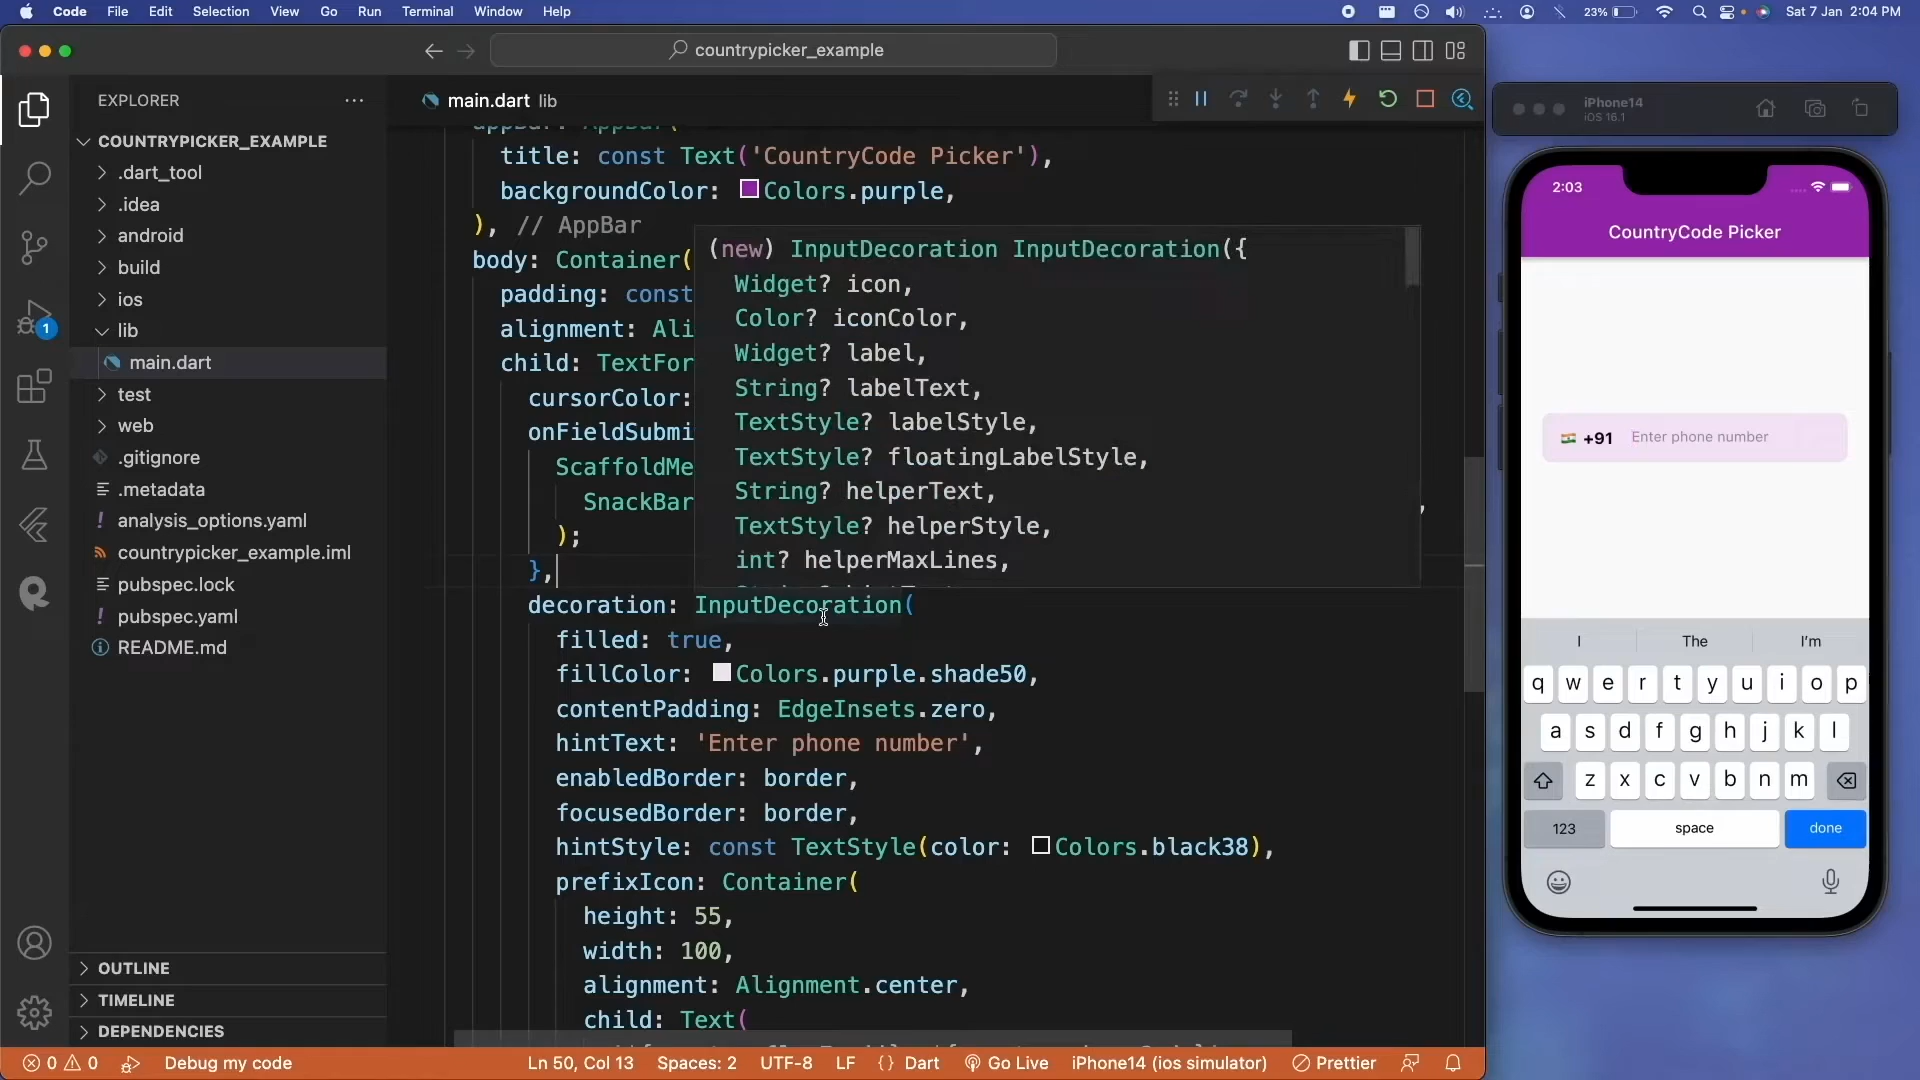 Code File Edit Selection View Go Run Terminal Window Help 23% Sat 7 Jan 2:04 PM
countrypicker_example
EXPLORER
COUNTRYPICKER_EXAMPLE
.dart_tool
.idea
android
build
ios
lib
main.dart
test
web
.gitignore
.metadata
analysis_options.yaml
countrypicker_example.iml
pubspec.lock
pubspec.yaml
README.md
OUTLINE
TIMELINE
DEPENDENCIES
1
main.dart lib
appBar: AppBar(
title: const Text('CountryCode Picker'),
backgroundColor: Colors.purple,
), // AppBar
body: Container(
padding: const
alignment: Ali
child: TextFor
cursorColor:
onFieldSubmi
ScaffoldMe
SnackBar
,
);
},
decoration: InputDecoration(
filled: true,
fillColor: Colors.purple.shade50,
contentPadding: EdgeInsets.zero,
hintText: 'Enter phone number',
enabledBorder: border,
focusedBorder: border,
hintStyle: const TextStyle(color: Colors.black38),
prefixIcon: Container(
height: 55,
width: 100,
alignment: Alignment.center,
child: Text(
(new) InputDecoration InputDecoration({
Widget? icon,
Color? iconColor,
Widget? label,
String? labelText,
TextStyle? labelStyle,
TextStyle? floatingLabelStyle,
String? helperText,
TextStyle? helperStyle,
int? helperMaxLines,
0 0 Debug my code Ln 50, Col 13 Spaces: 2 UTF-8 LF {} Dart Go Live iPhone14 (ios simulator) Prettier
iPhone14
iOS 16.1
2:03
CountryCode Picker
+91 Enter phone number
I The I'm
q w e r t y u i o p
a s d f g h j k l
z x c v b n m
123 space done